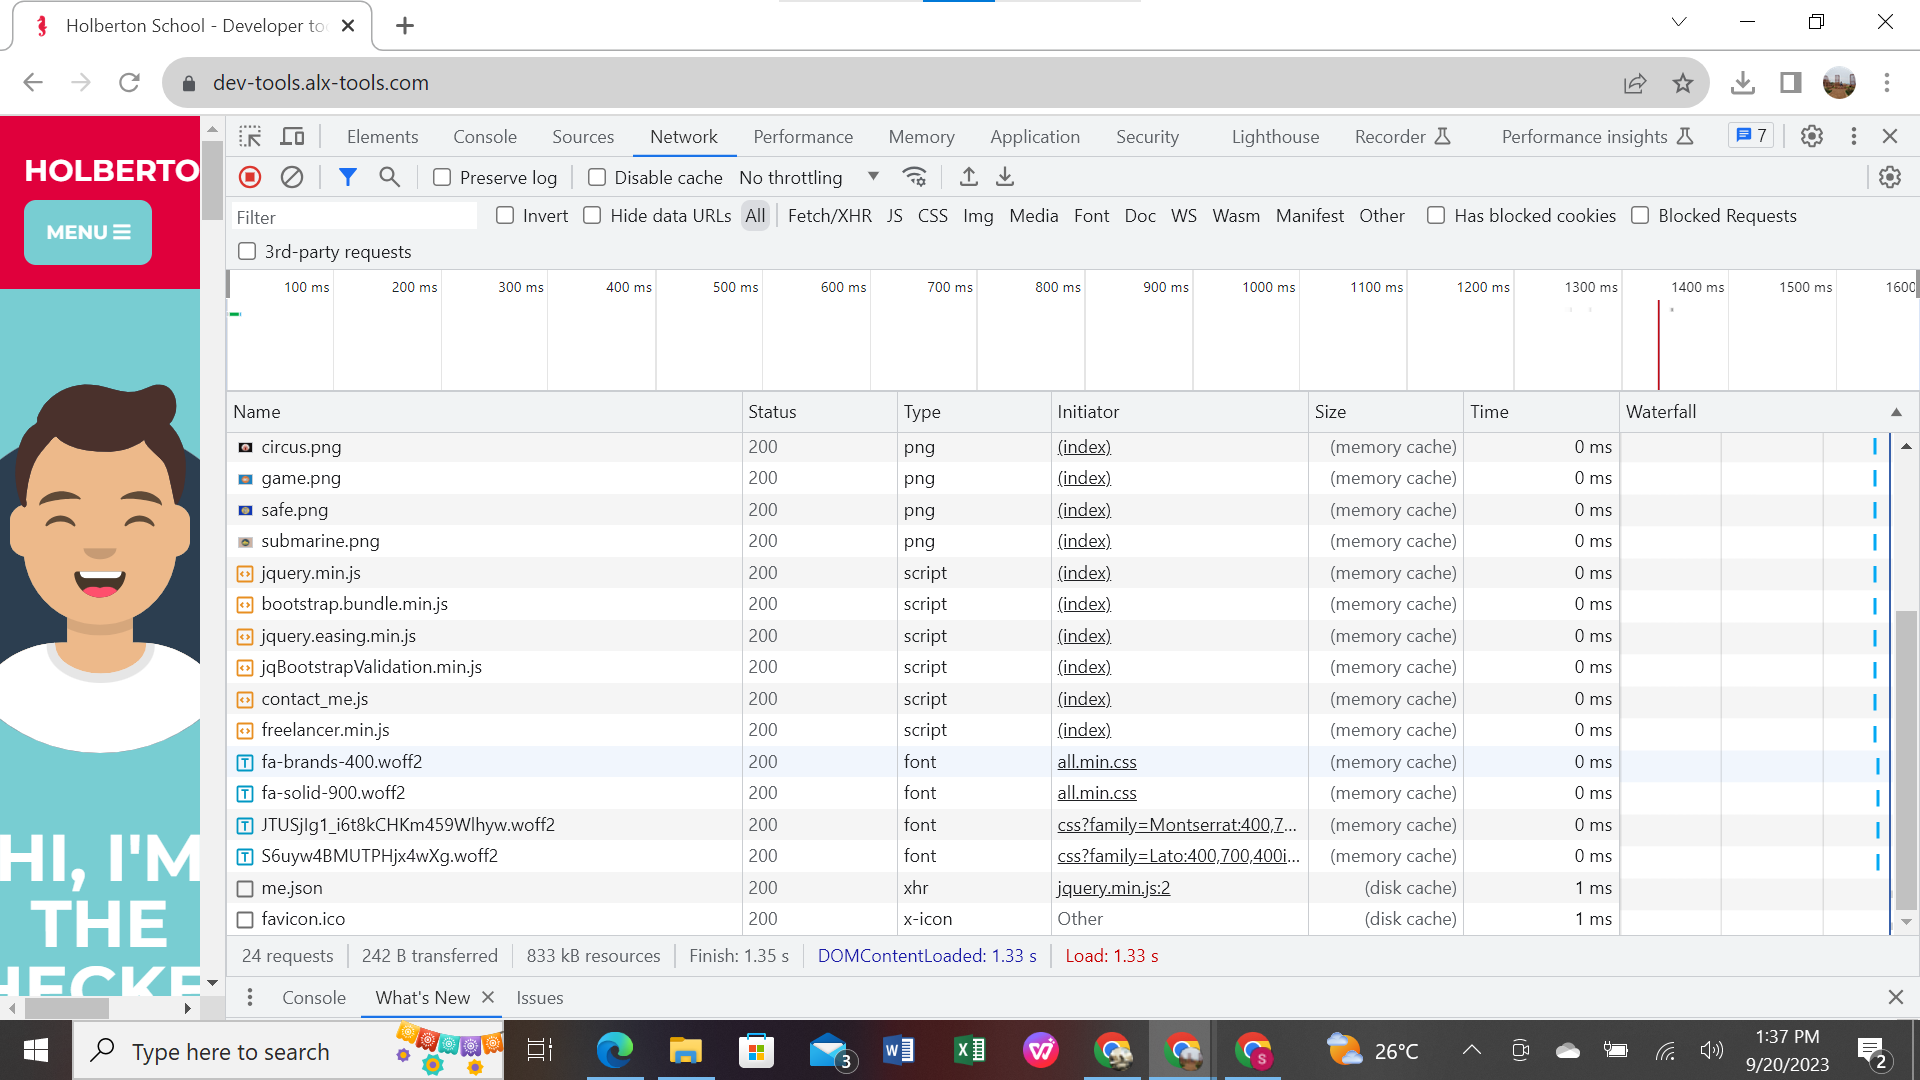 Holberton School - Developer to
dev-tools.alx-tools.com
HOLBERTO
MENU
HI, I'M
THE
HECKE
Elements Console Sources Network Performance Memory Application Security Lighthouse Recorder Performance insights 7
Preserve log Disable cache No throttling
Filter Invert Hide data URLs All Fetch/XHR JS CSS Img Media Font Doc WS Wasm Manifest Other Has blocked cookies Blocked Requests
3rd-party requests
100 ms 200 ms 300 ms 400 ms 500 ms 600 ms 700 ms 800 ms 900 ms 1000 ms 1100 ms 1200 ms 1300 ms 1400 ms 1500 ms 1600
Name Status Type Initiator Size Time Waterfall
circus.png 200 png (index) (memory cache) 0 ms
game.png 200 png (index) (memory cache) 0 ms
safe.png 200 png (index) (memory cache) 0 ms
submarine.png 200 png (index) (memory cache) 0 ms
jquery.min.js 200 script (index) (memory cache) 0 ms
bootstrap.bundle.min.js 200 script (index) (memory cache) 0 ms
jquery.easing.min.js 200 script (index) (memory cache) 0 ms
jqBootstrapValidation.min.js 200 script (index) (memory cache) 0 ms
contact_me.js 200 script (index) (memory cache) 0 ms
freelancer.min.js 200 script (index) (memory cache) 0 ms
fa-brands-400.woff2 200 font all.min.css (memory cache) 0 ms
fa-solid-900.woff2 200 font all.min.css (memory cache) 0 ms
JTUSjIg1_i6t8kCHKm459Wlhyw.woff2 200 font css?family=Montserrat:400,7... (memory cache) 0 ms
S6uyw4BMUTPHjx4wXg.woff2 200 font css?family=Lato:400,700,400i... (memory cache) 0 ms
me.json 200 xhr jquery.min.js:2 (disk cache) 1 ms
favicon.ico 200 x-icon Other (disk cache) 1 ms
24 requests 242 B transferred 833 kB resources Finish: 1.35 s DOMContentLoaded: 1.33 s Load: 1.33 s
Console What's New Issues
Type here to search 3 S 26°C 1:37 PM
9/20/2023 2